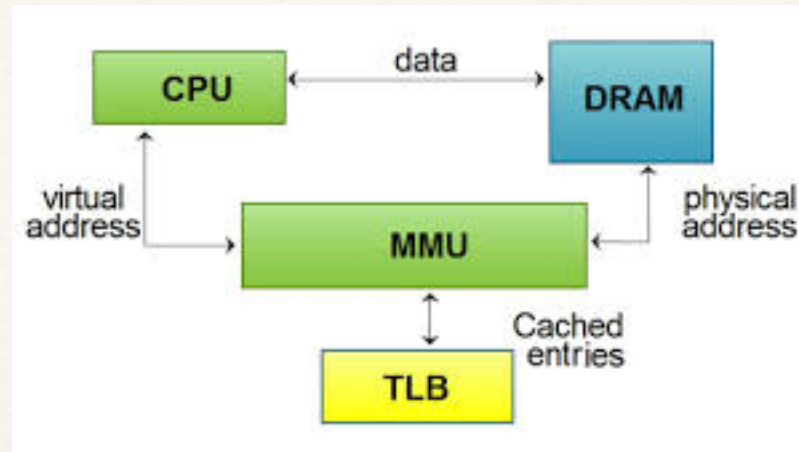 data
CPU
DRAM
virtual
address
physical
address
MMU
Cached
entries
TLB